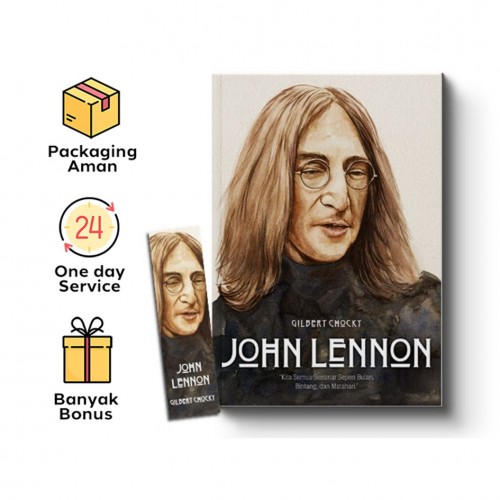 Packaging
Aman
24
One day
Service
Banyak
Bonus
JOHN
LENNON
GILBERT CHOCKY
GILBERT CHOCKY
JOHN LENNON
"Kita Semua Bersinar Seperti Bulan,
Bintang, dan Matahari."